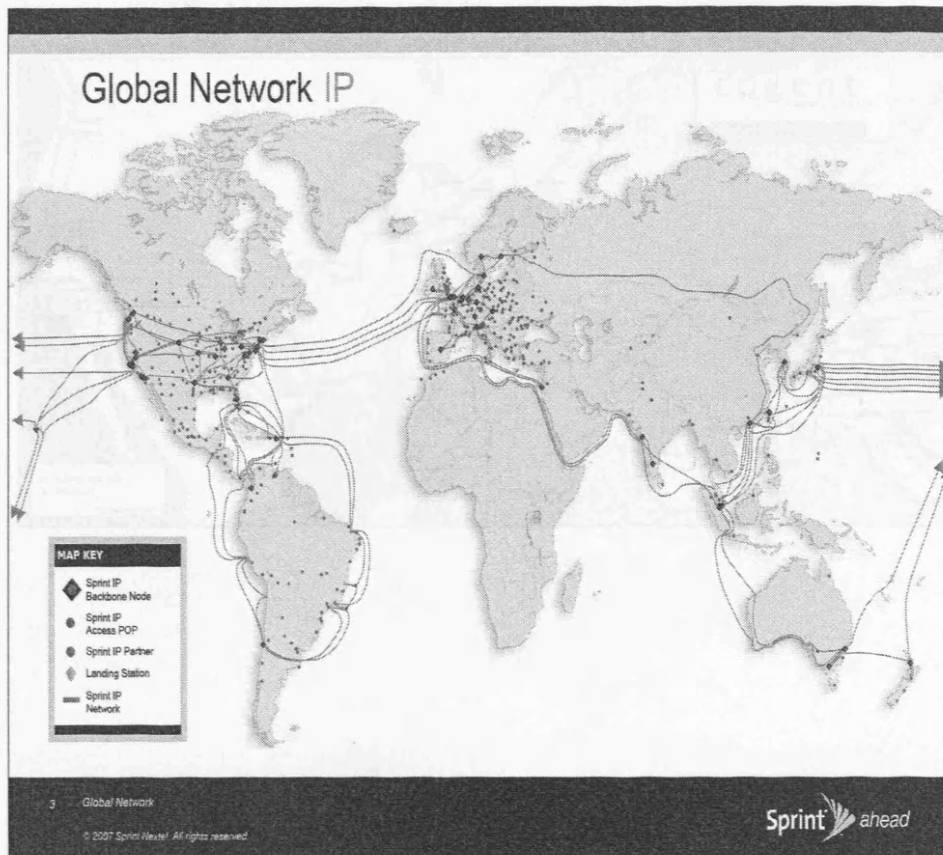 Global Network IP
MAP KEY
Sprint IP
Backbone Node
Sprint IP
Access POP
Sprint IP Partner
Landing Station
Sprint IP
Network
3 Global Network
© 2007 Sprint Nextel. All rights reserved.
Sprint ahead